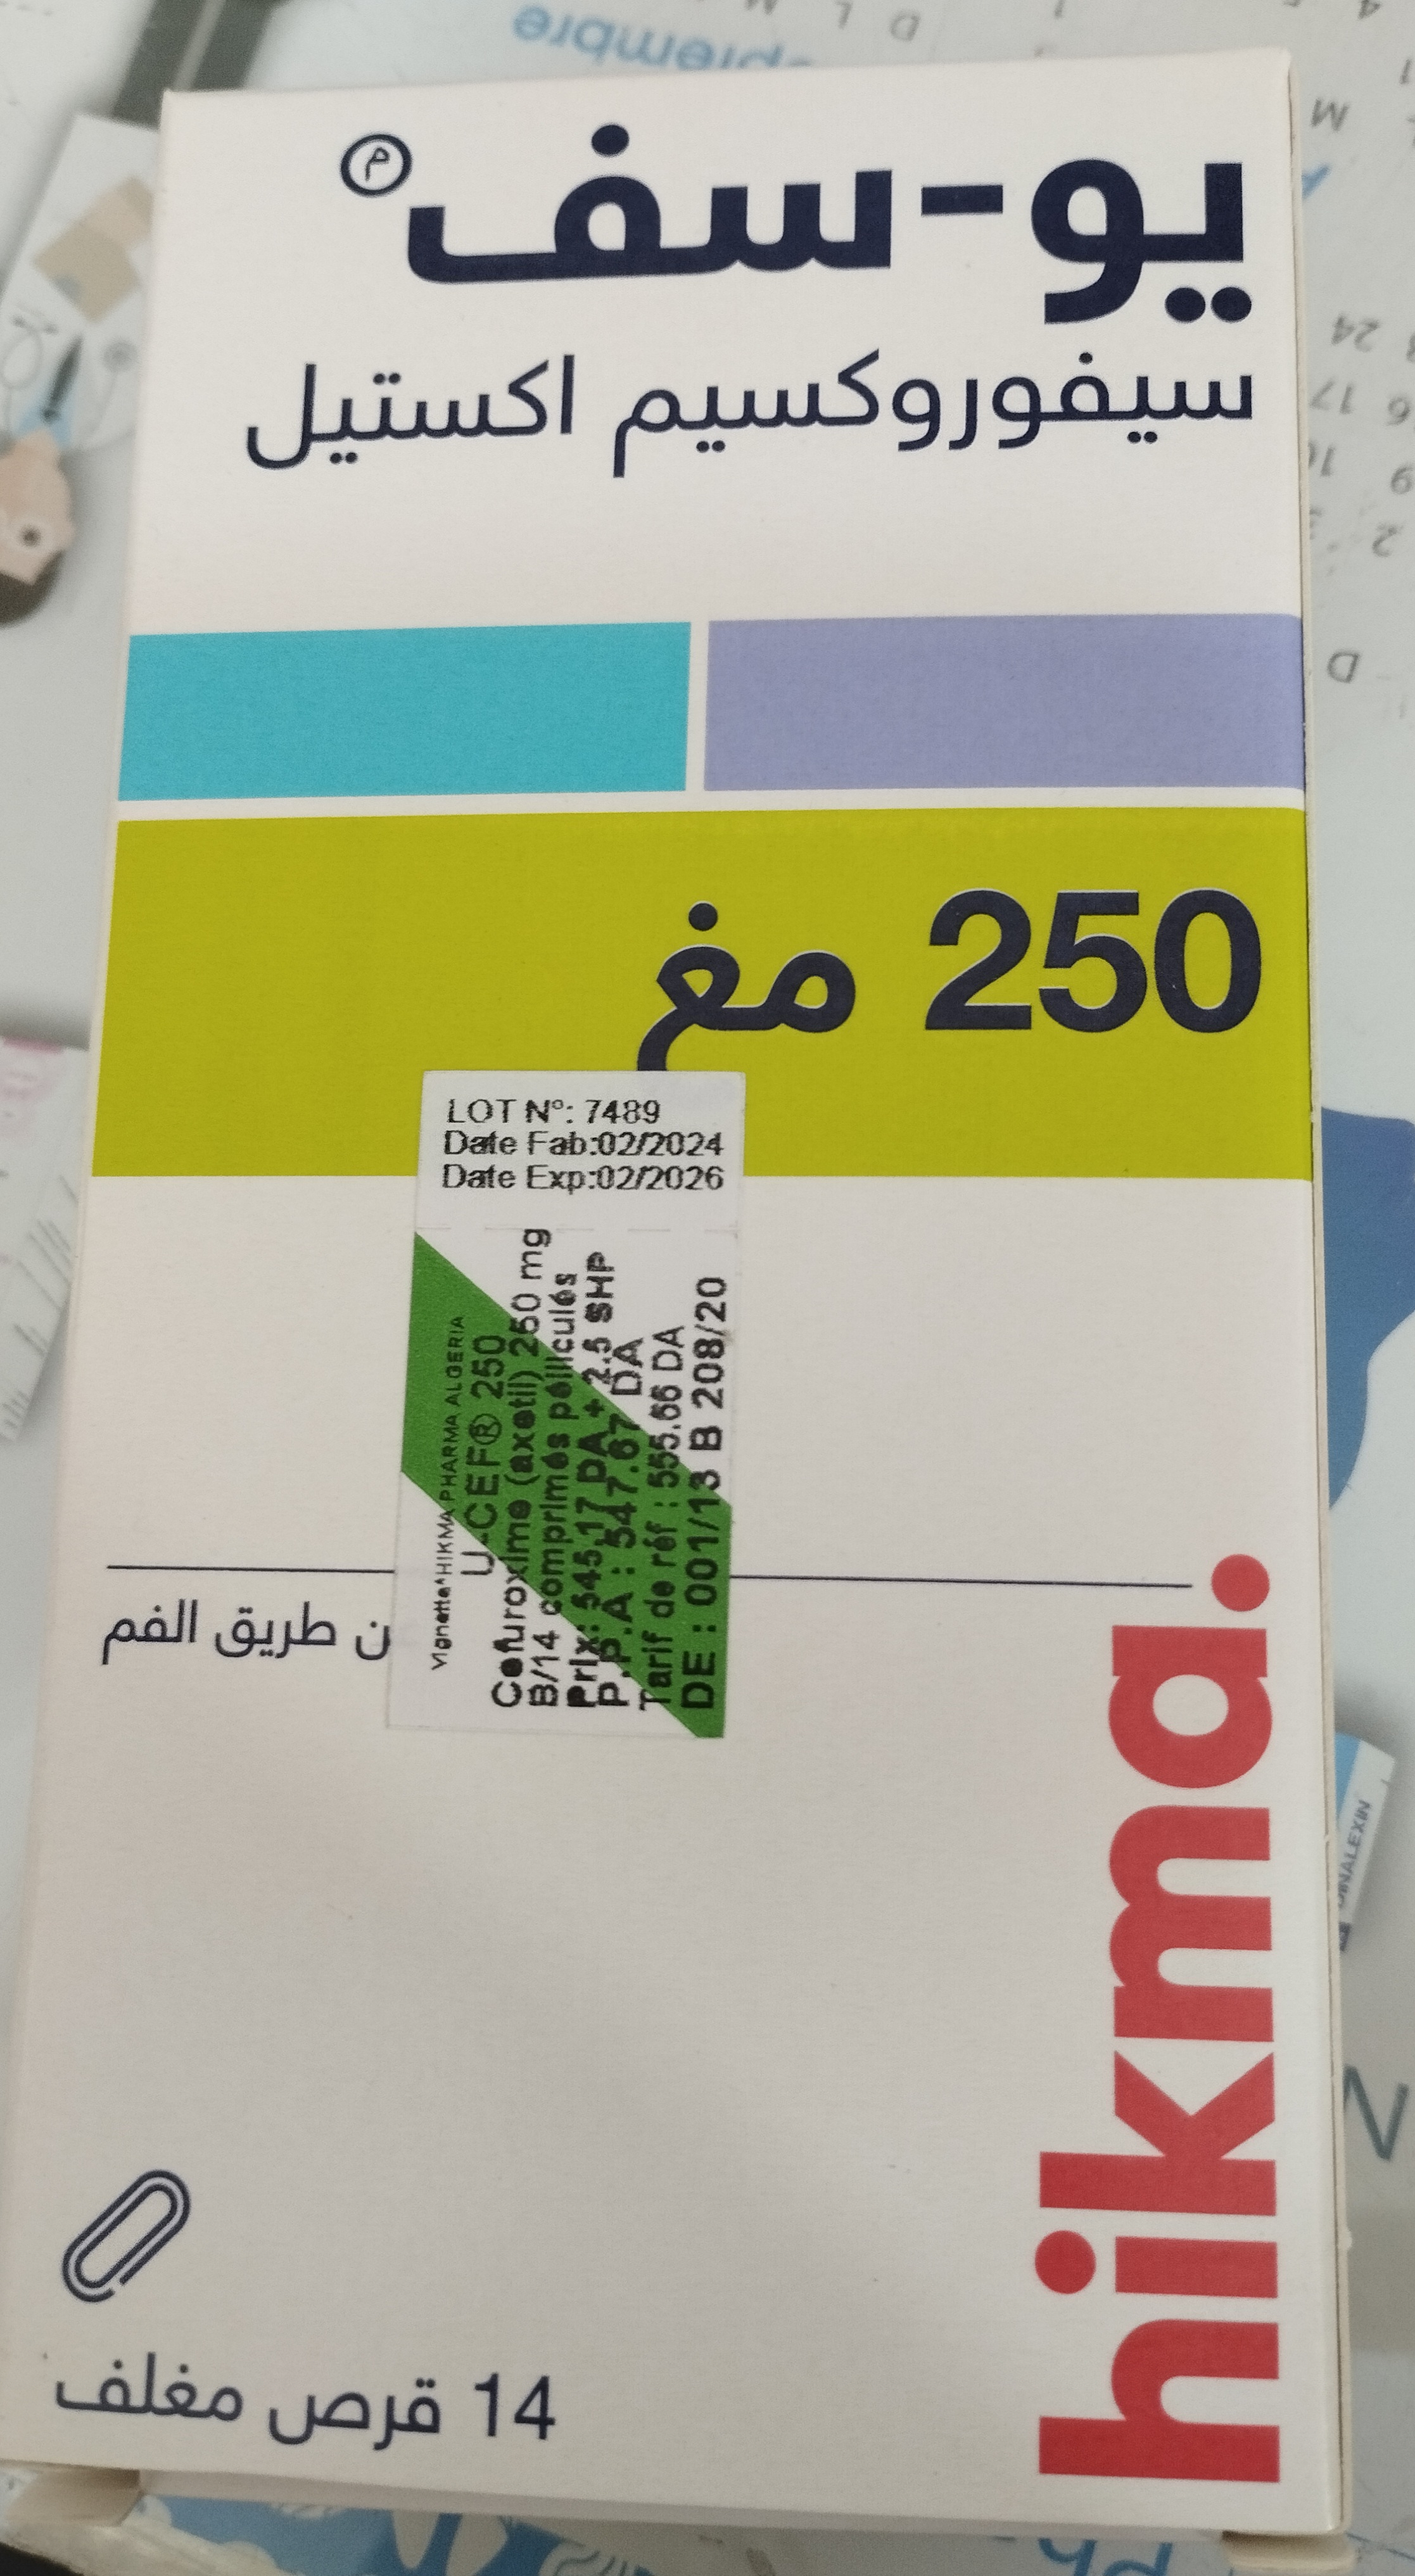 يو-سف م
سيفوروكسيم اكستيل
250 مغ
LOT N°: 7489
Date Fab:02/2024
Date Exp:02/2026
Vignette*HIKMA PHARMA ALGERIA
U-CEF® 250
Cefuroxime (axetil) 250 mg
B/14 comprimés pelliculés
Prix: 545.17 DA + 2.5 SHP
P.P.A : 547.67 DA
Tarif de réf : 555.66 DA
DE : 001/13 B 208/20
ن طريق الفم
hikma.
14 قرص مغلف